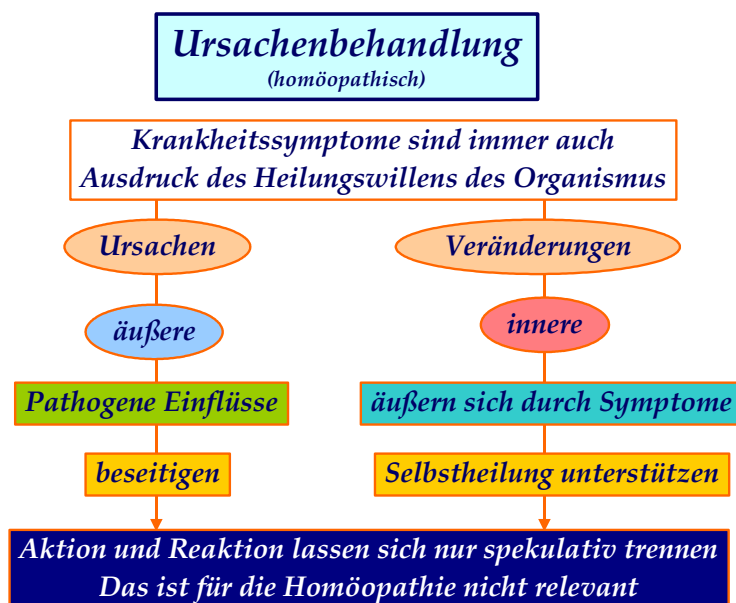 Ursachenbehandlung
(homöopathisch)
Krankheitssymptome sind immer auch
Ausdruck des Heilungswillens des Organismus
Ursachen
Veränderungen
äußere
innere
Pathogene Einflüsse
äußern sich durch Symptome
beseitigen
Selbstheilung unterstützen
Aktion und Reaktion lassen sich nur spekulativ trennen
Das ist für die Homöopathie nicht relevant